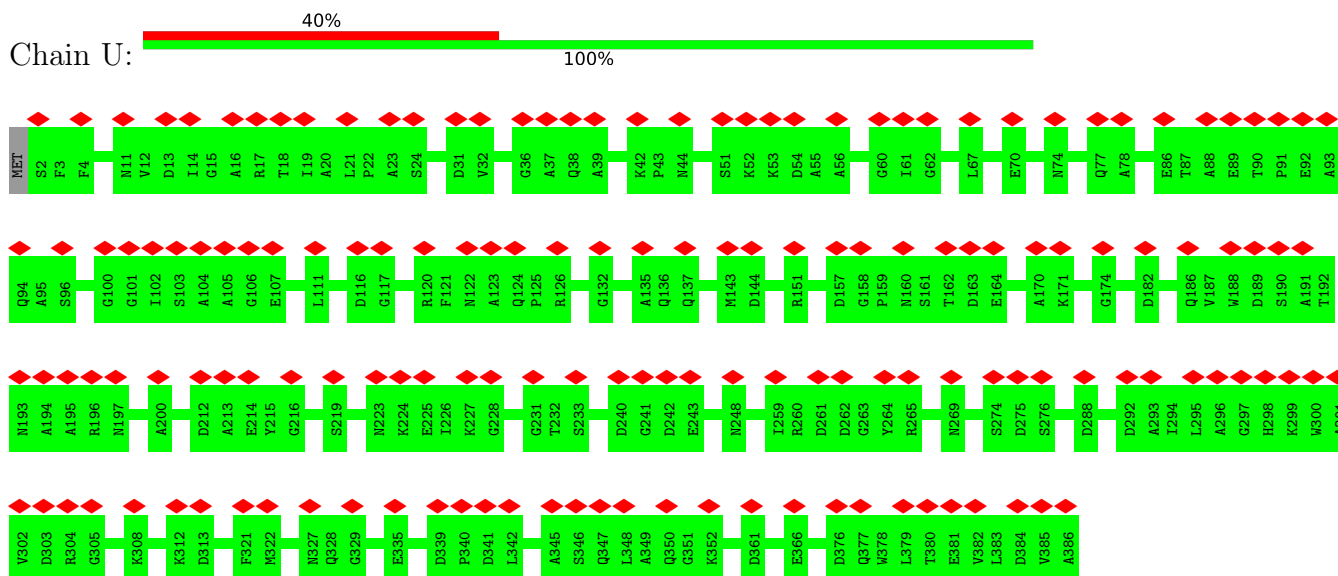 40%
Chain U:
100%
MET S2 F3 F4 N11 V12 D13 I14 G15 A16 R17 T18 I19 A20 L21 P22 A23 S24 D31 V32 G36 A37 Q38 A39 K42 P43 N44 S51 K52 K53 D54 A55 A56 G60 I61 G62 L67 E70 N74 Q77 A78 E86 T87 A88 E89 T90 P91 E92 A93
Q94 A95 S96 G100 G101 I102 S103 A104 A105 G106 E107 L111 D116 G117 R120 F121 N122 A123 Q124 P125 R126 G132 A135 Q136 Q137 M143 D144 R151 D157 G158 P159 N160 S161 T162 D163 E164 A170 K171 G174 D182 Q186 V187 W188 D189 S190 A191 T192
N193 A194 A195 R196 N197 A200 D212 A213 E214 Y215 G216 S219 N223 K224 E225 I226 K227 G228 G231 T232 S233 D240 G241 D242 E243 N248 I259 R260 D261 D262 G263 Y264 R265 N269 S274 D275 S276 D288 D292 A293 I294 L295 A296 G297 H298 K299 W300
V302 D303 R304 G305 K308 K312 D313 F321 M322 N327 Q328 G329 E335 D339 P340 D341 L342 A345 S346 Q347 L348 A349 Q350 G351 K352 D361 E366 D376 Q377 W378 L379 T380 E381 V382 L383 D384 V385 A386